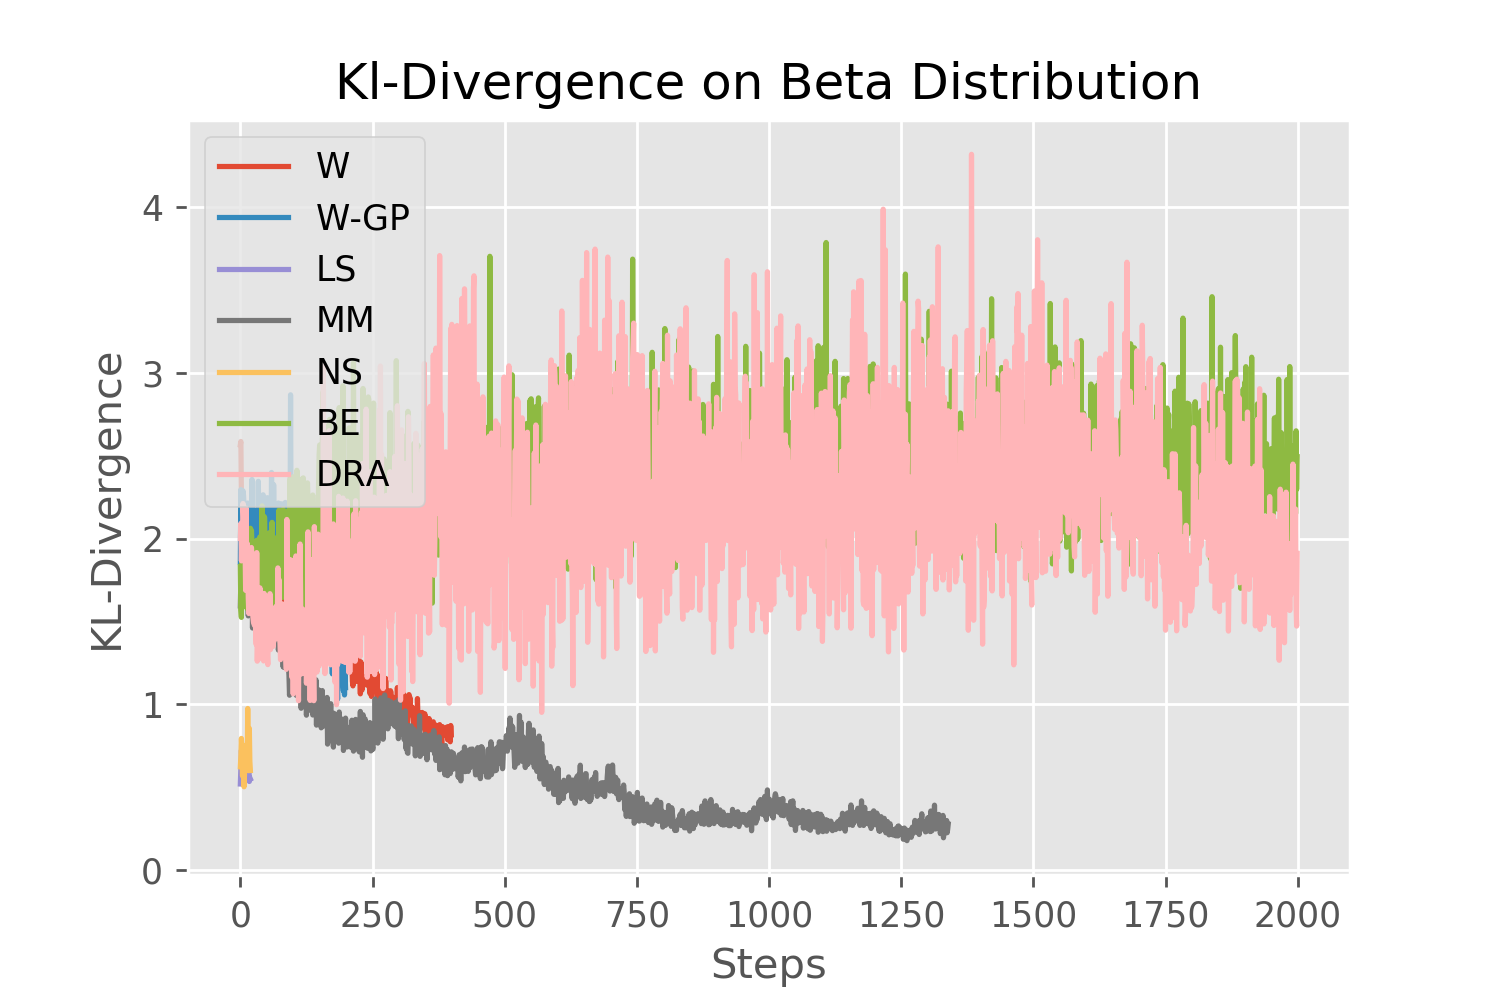 Kl-Divergence on Beta Distribution
W
W-GP
LS
MM
NS
BE
DRA
KL-Divergence
4
3
2
1
0
0 250 500 750 1000 1250 1500 1750 2000
Steps